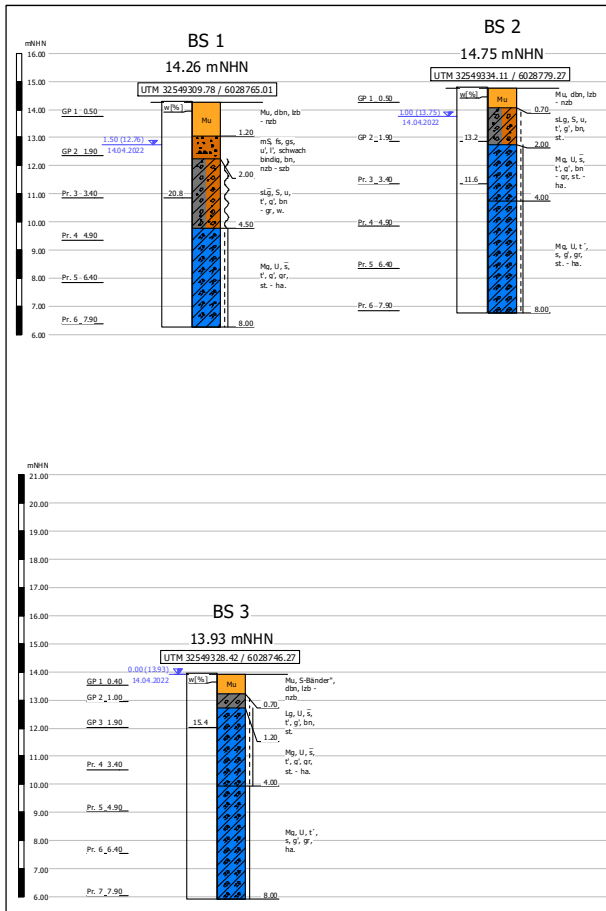 mNHN
16.00
15.00
14.00
13.00
12.00
11.00
10.00
9.00
8.00
7.00
6.00
BS 1
14.26 mNHN
UTM 32549309.78 / 6028765.01
w[%]
GP 1 0.50
1.50 (12.76)
14.04.2022
GP 2 1.90
Pr. 3 3.40
20.8
Pr. 4 4.90
Pr. 5 6.40
Pr. 6 7.90
Mu
Mu, dbn, lzb
- nzb
1.20
mS, fs, gs,
u', l', schwach
bindig, bn,
nzb - szb
2.00
sLg, S, u,
t', g', bn
- gr, w.
4.50
Mg, U, s̅,
t', g', gr,
st. - ha.
8.00
BS 2
14.75 mNHN
UTM 32549334.11 / 6028779.27
w[%]
GP 1 0.50
1.00 (13.75)
14.04.2022
GP 2 1.90
13.2
Pr. 3 3.40
11.6
Pr. 4 4.90
Pr. 5 6.40
Pr. 6 7.90
Mu
Mu, dbn, lzb
- nzb
0.70
sLg, S, u,
t', g', bn,
st.
2.00
Mg, U, s̅,
t', g', bn
- gr, st. -
ha.
4.00
Mg, U, t´,
s, g', gr,
st. - ha.
8.00
mNHN
21.00
20.00
19.00
18.00
17.00
16.00
15.00
14.00
13.00
12.00
11.00
10.00
9.00
8.00
7.00
6.00
BS 3
13.93 mNHN
UTM 32549328.42 / 6028746.27
0.00 (13.93)
14.04.2022
w[%]
GP 1 0.40
GP 2 1.00
GP 3 1.90
15.4
Pr. 4 3.40
Pr. 5 4.90
Pr. 6 6.40
Pr. 7 7.90
Mu
Mu, S-Bänder",
dbn, lzb -
nzb
0.70
Lg, U, s̅,
t', g', bn,
st.
1.20
Mg, U, s̅,
t', g', gr,
st. - ha.
4.00
Mg, U, t´,
s, g', gr,
ha.
8.00